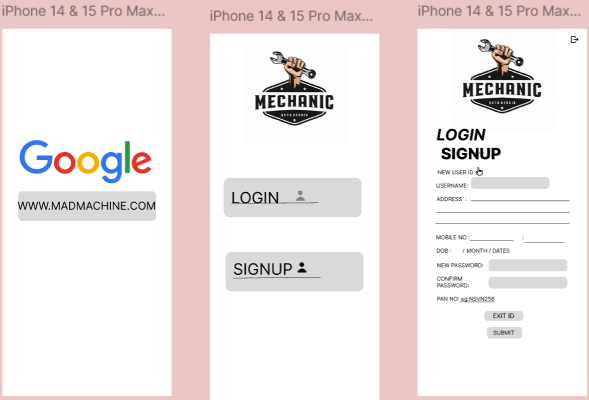 iPhone 14 & 15 Pro Max...
Google
WWW.MADMACHINE.COM
iPhone 14 & 15 Pro Max...
MECHANIC
AUTO REPAIR
LOGIN
SIGNUP
iPhone 14 & 15 Pro Max...
MECHANIC
AUTO REPAIR
LOGIN
SIGNUP
NEW USER ID
USERNAME:
ADDRESS :
MOBILE NO : :
DOB : / MONTH / DATES
NEW PASSWORD:
CONFIRM
PASSWORD:
PAN NO: eg:NSVN256
EXIT ID
SUBMIT